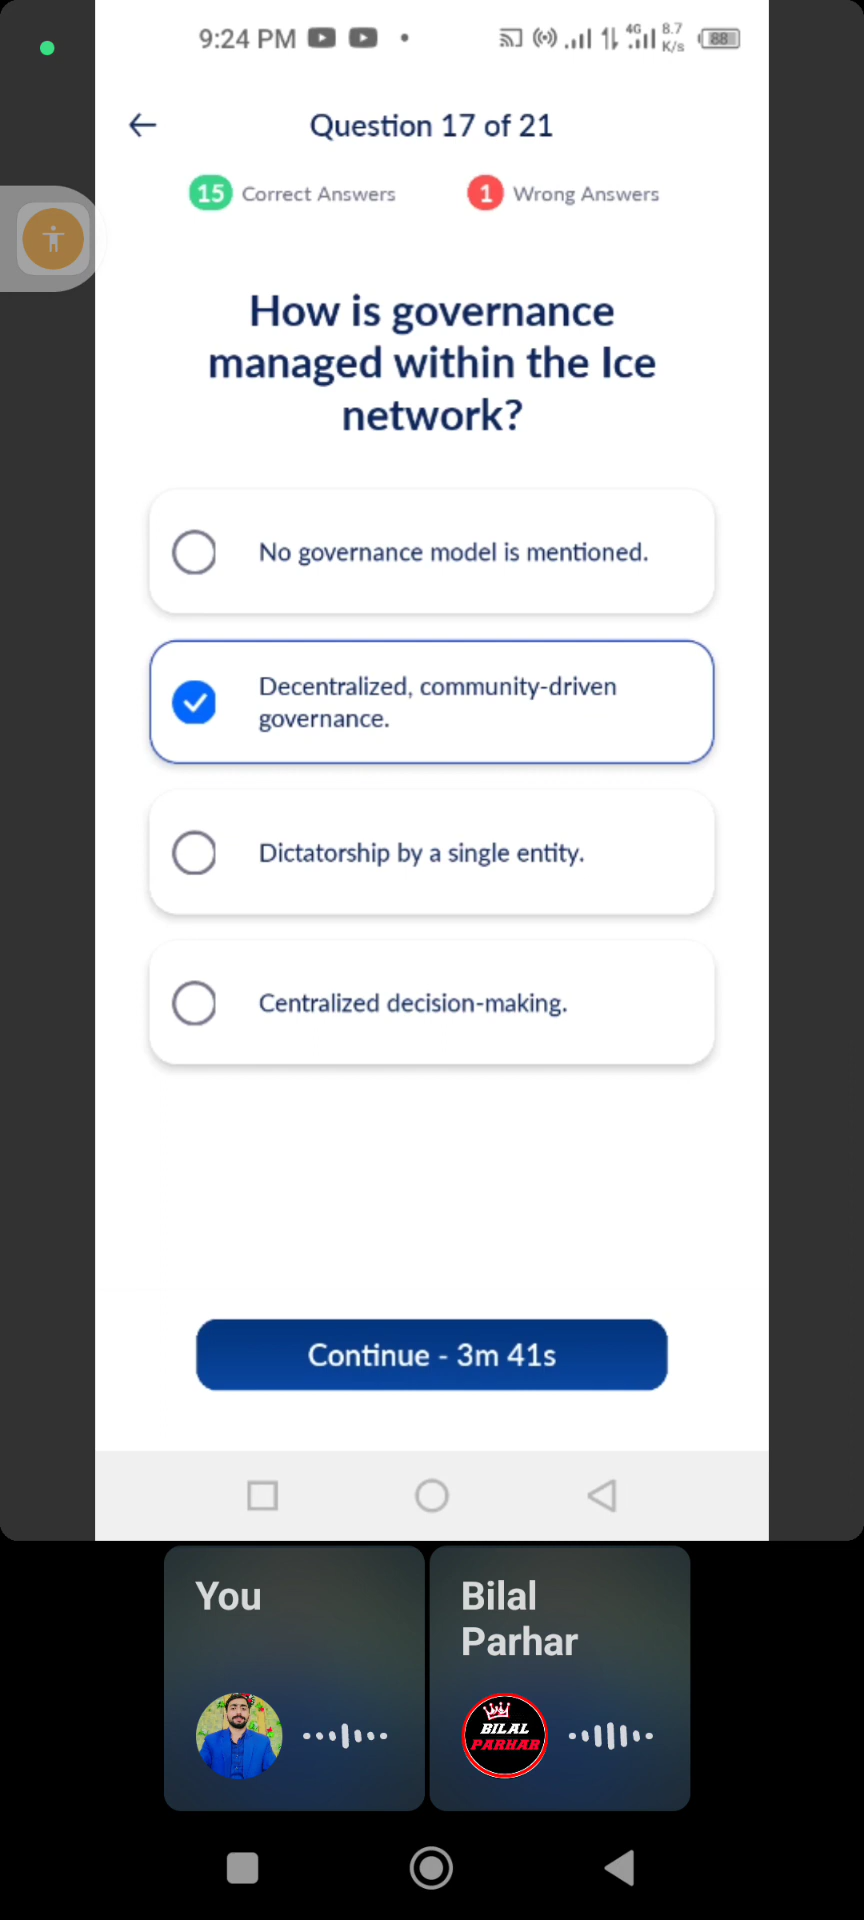 9:24 PM
4G 8.7 K/s 88
Question 17 of 21
15 Correct Answers 1 Wrong Answers
How is governance
managed within the Ice
network?
No governance model is mentioned.
Decentralized, community-driven
governance.
Dictatorship by a single entity.
Centralized decision-making.
Continue - 3m 41s
You
Bilal
Parhar
BILAL
PARHAR